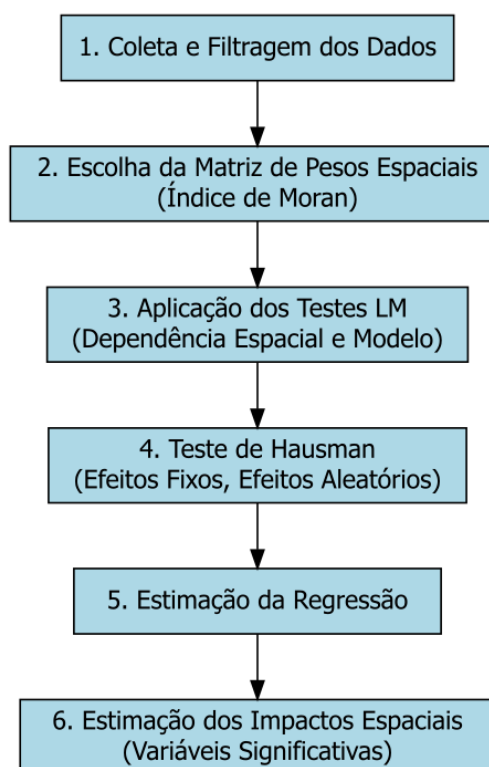 1. Coleta e Filtragem dos Dados
2. Escolha da Matriz de Pesos Espaciais
(Índice de Moran)
3. Aplicação dos Testes LM
(Dependência Espacial e Modelo)
4. Teste de Hausman
(Efeitos Fixos, Efeitos Aleatórios)
5. Estimação da Regressão
6. Estimação dos Impactos Espaciais
(Variáveis Significativas)